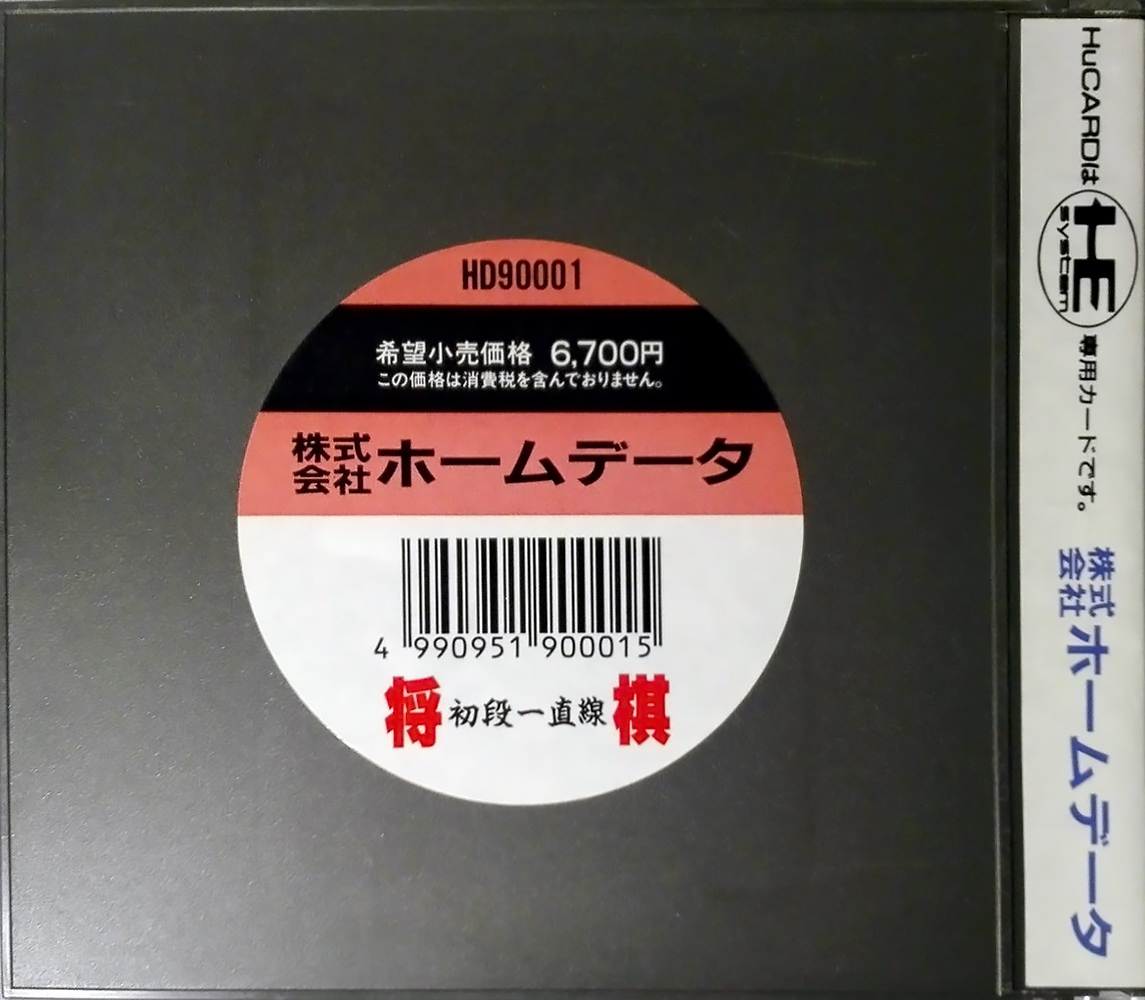 HD90001
希望小売価格 6,700円
この価格は消費税を含んでおりません。
株式会社ホームデータ
4 990951 900015
将初段一直線棋
HuCARDは HE system 専用カードです。
株式会社ホームデータ